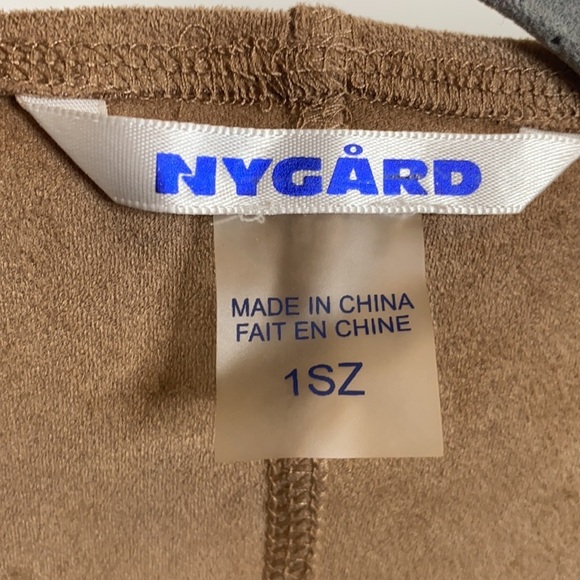 NYGÅRD
MADE IN CHINA
FAIT EN CHINE
1SZ